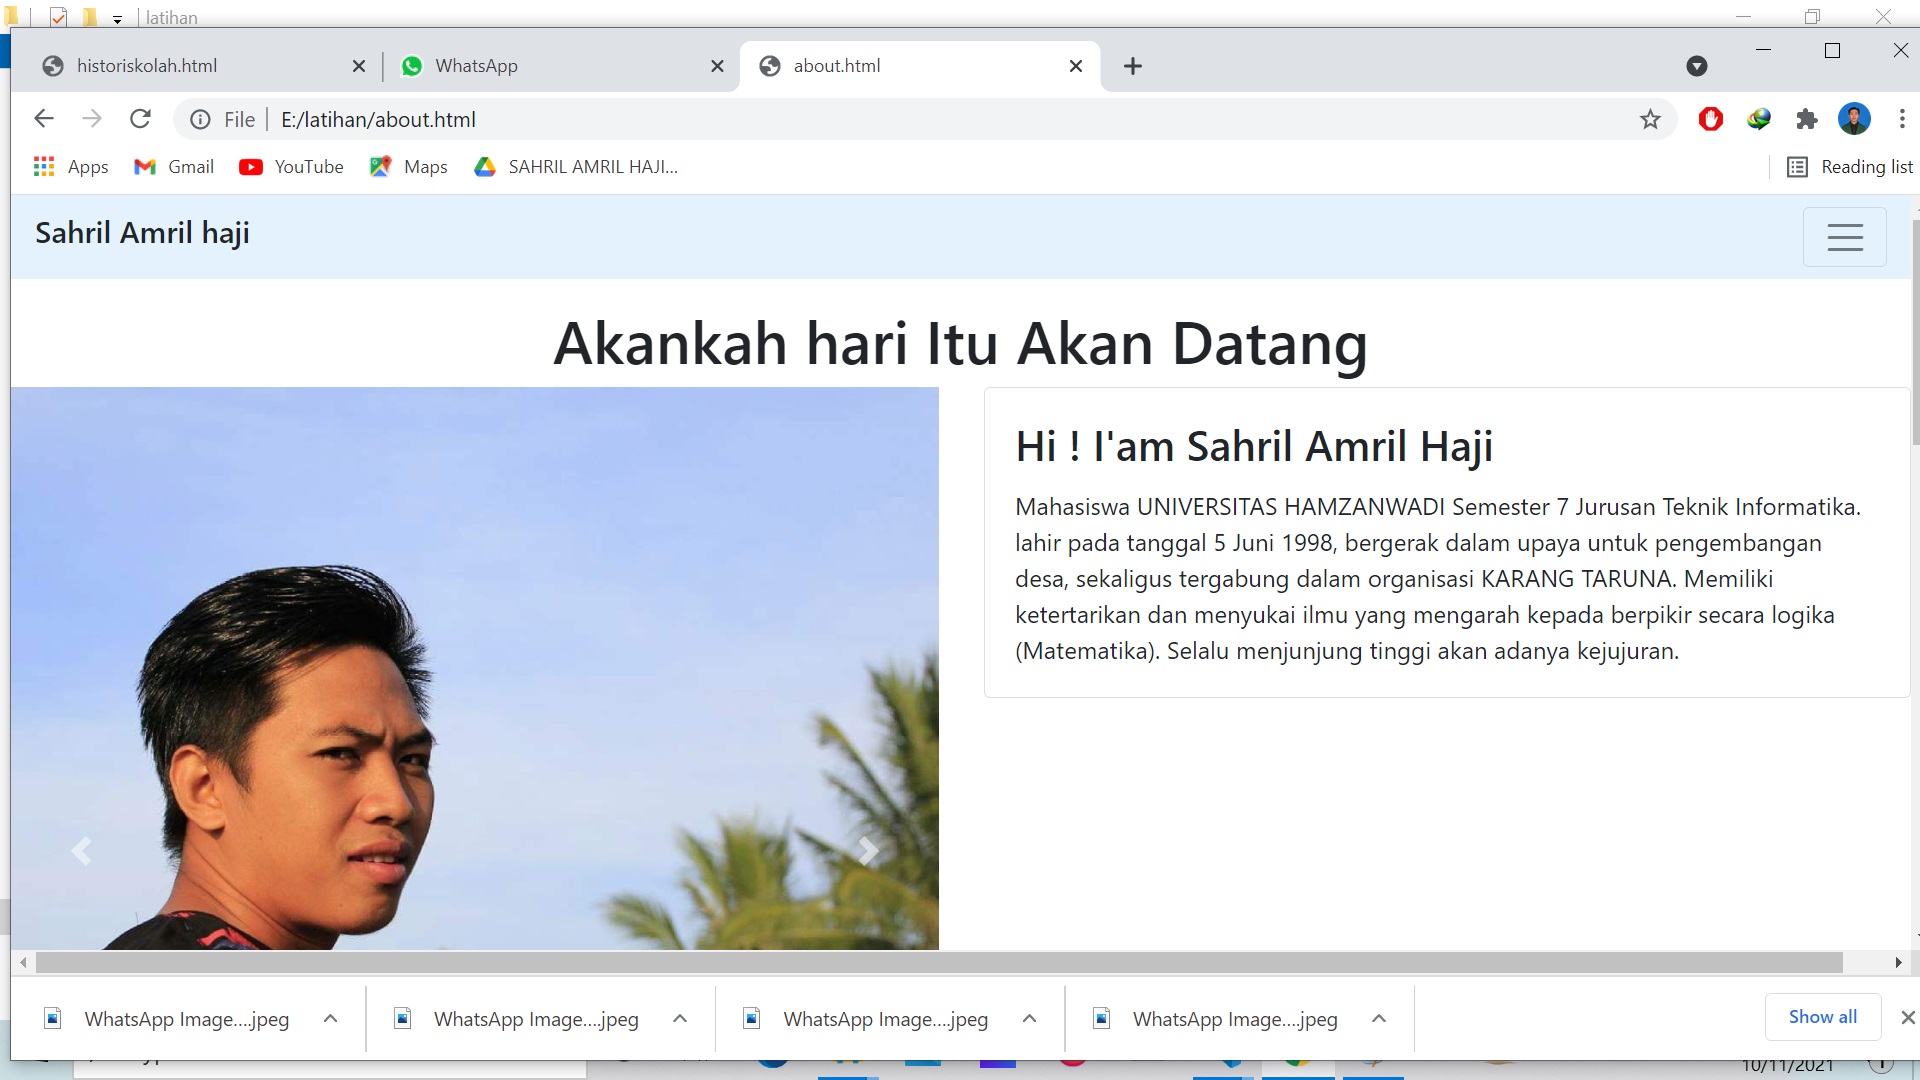 latihan
historiskolah.html
WhatsApp
about.html
File
E:/latihan/about.html
Apps
Gmail
YouTube
Maps
SAHRIL AMRIL HAJI...
Reading list
Sahril Amril haji
Akankah hari Itu Akan Datang
Hi ! I'am Sahril Amril Haji
Mahasiswa UNIVERSITAS HAMZANWADI Semester 7 Jurusan Teknik Informatika.
lahir pada tanggal 5 Juni 1998, bergerak dalam upaya untuk pengembangan
desa, sekaligus tergabung dalam organisasi KARANG TARUNA. Memiliki
ketertarikan dan menyukai ilmu yang mengarah kepada berpikir secara logika
(Matematika). Selalu menjunjung tinggi akan adanya kejujuran.
WhatsApp Image....jpeg
WhatsApp Image....jpeg
WhatsApp Image....jpeg
WhatsApp Image....jpeg
Show all
10/11/2021